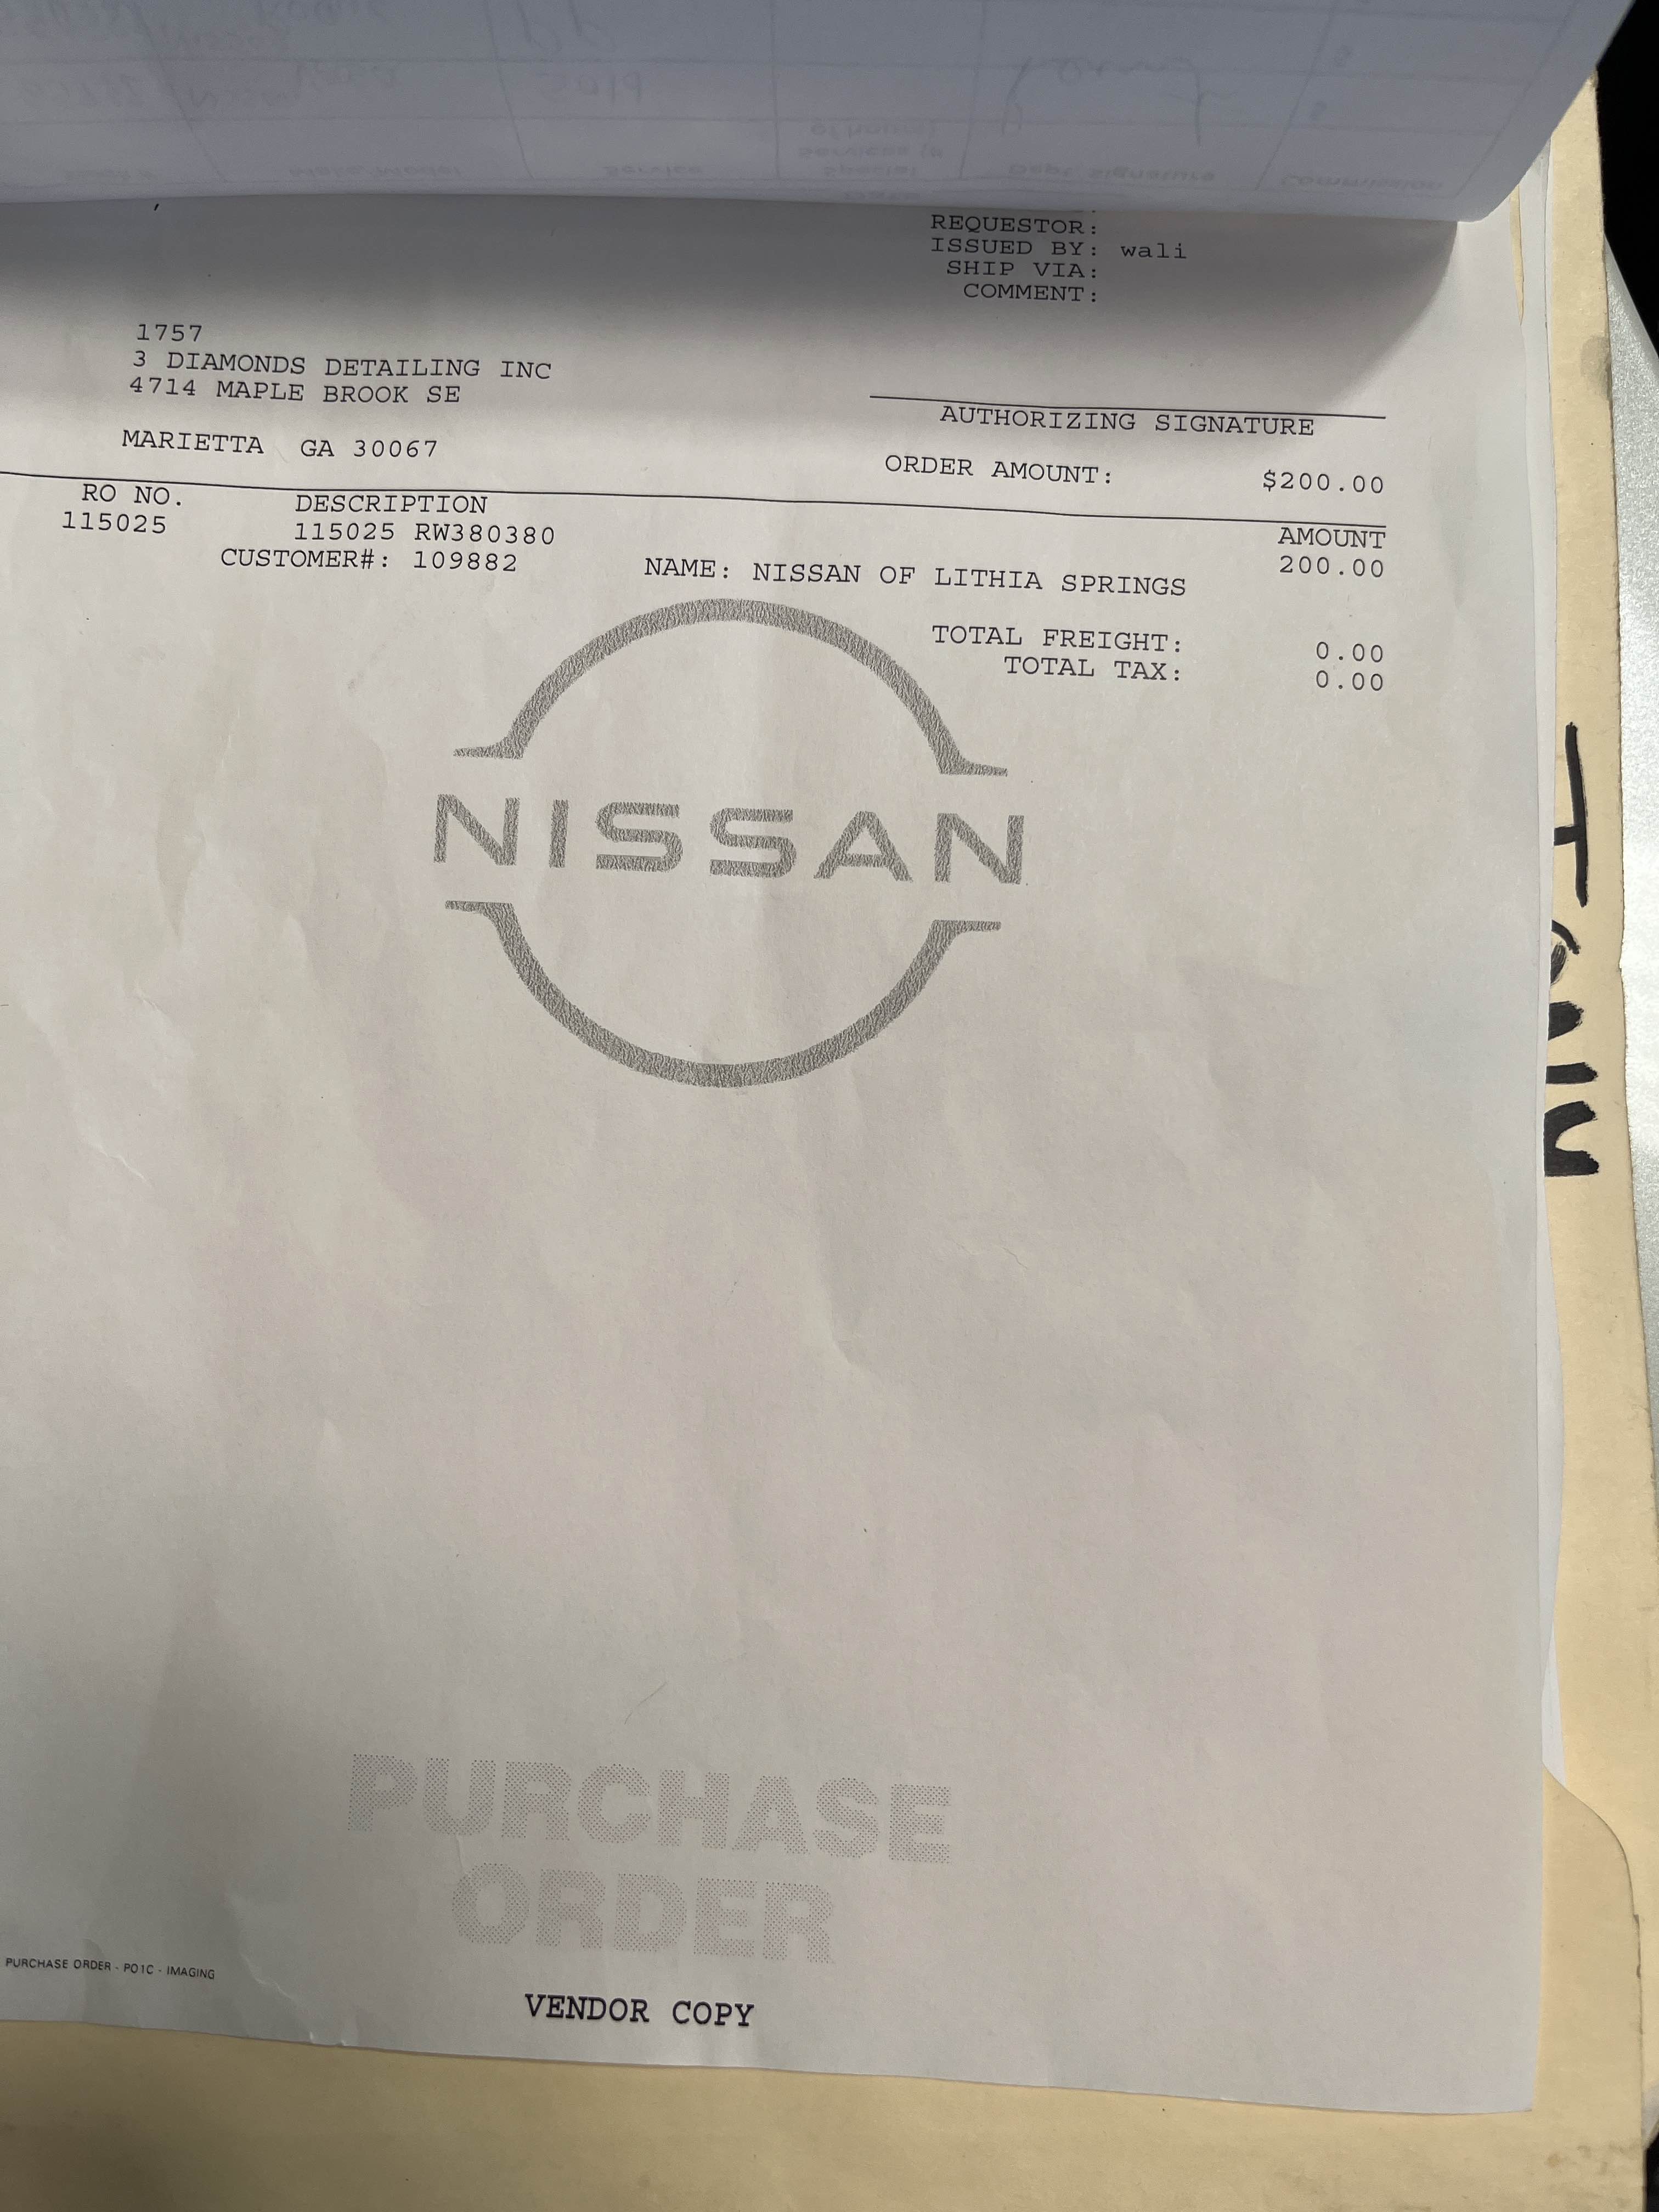 REQUESTOR:
ISSUED BY: wali
SHIP VIA:
COMMENT:
1757
3 DIAMONDS DETAILING INC
4714 MAPLE BROOK SE
MARIETTA GA 30067
AUTHORIZING SIGNATURE
ORDER AMOUNT: $200.00
RO NO. DESCRIPTION AMOUNT
115025 115025 RW380380 200.00
CUSTOMER#: 109882 NAME: NISSAN OF LITHIA SPRINGS
TOTAL FREIGHT: 0.00
TOTAL TAX: 0.00
NISSAN
PURCHASE
ORDER
PURCHASE ORDER - PO1C - IMAGING
VENDOR COPY